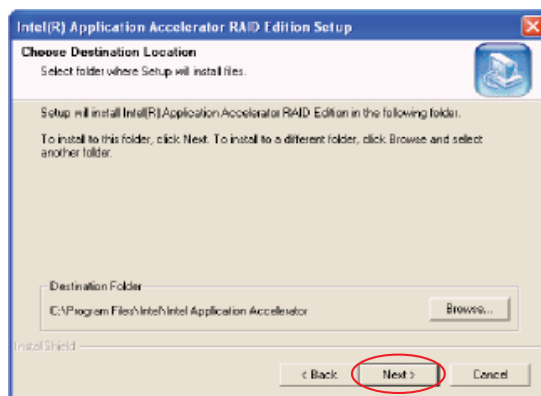 Intel(R) Application Accelerator RAID Edition Setup
Choose Destination Location
Select folder where Setup will install files.
Setup will install Intel(R) Application Accelerator RAID Edition in the following folder.
To install to this folder, click Next. To install to a different folder, click Browse and select
another folder.
Destination Folder
C:\Program Files\Intel\Intel Application Accelerator
Browse...
InstallShield
< Back
Next >
Cancel